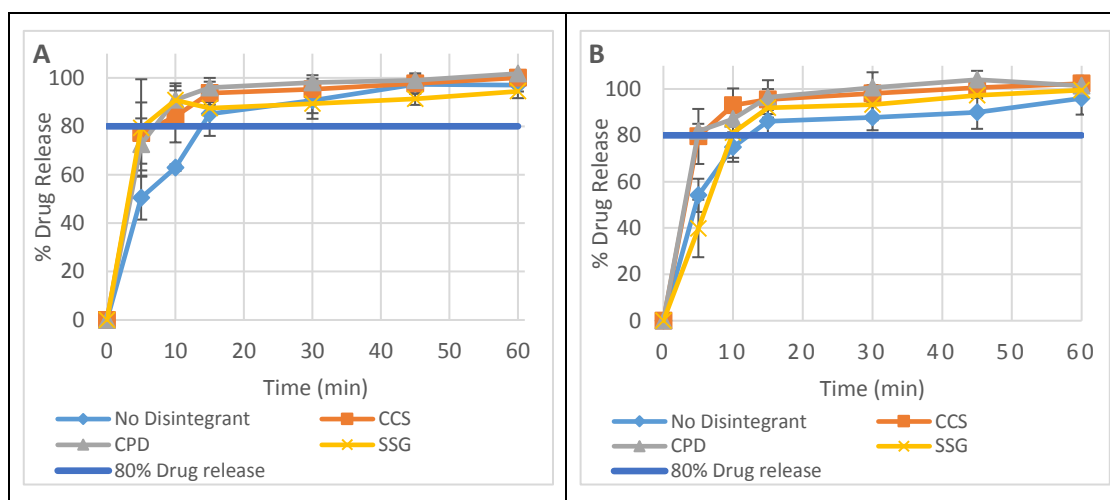 A
% Drug Release
100
80
60
40
20
0
0 10 20 30 40 50 60
Time (min)
No Disintegrant CCS
CPD SSG
80% Drug release
B
% Drug Release
100
80
60
40
20
0
0 10 20 30 40 50 60
Time (min)
No Disintegrant CCS
CPD SSG
80% Drug release